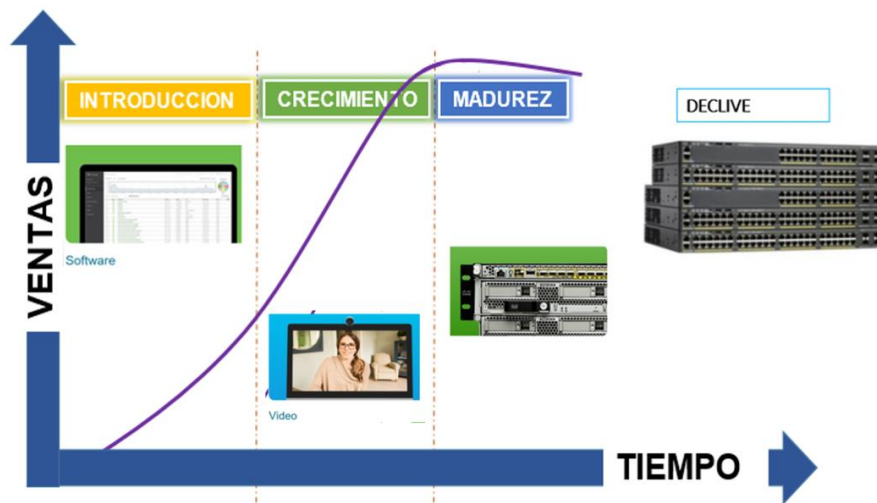 INTRODUCCION
CRECIMIENTO
MADUREZ
DECLIVE
VENTAS
Software
Video
TIEMPO